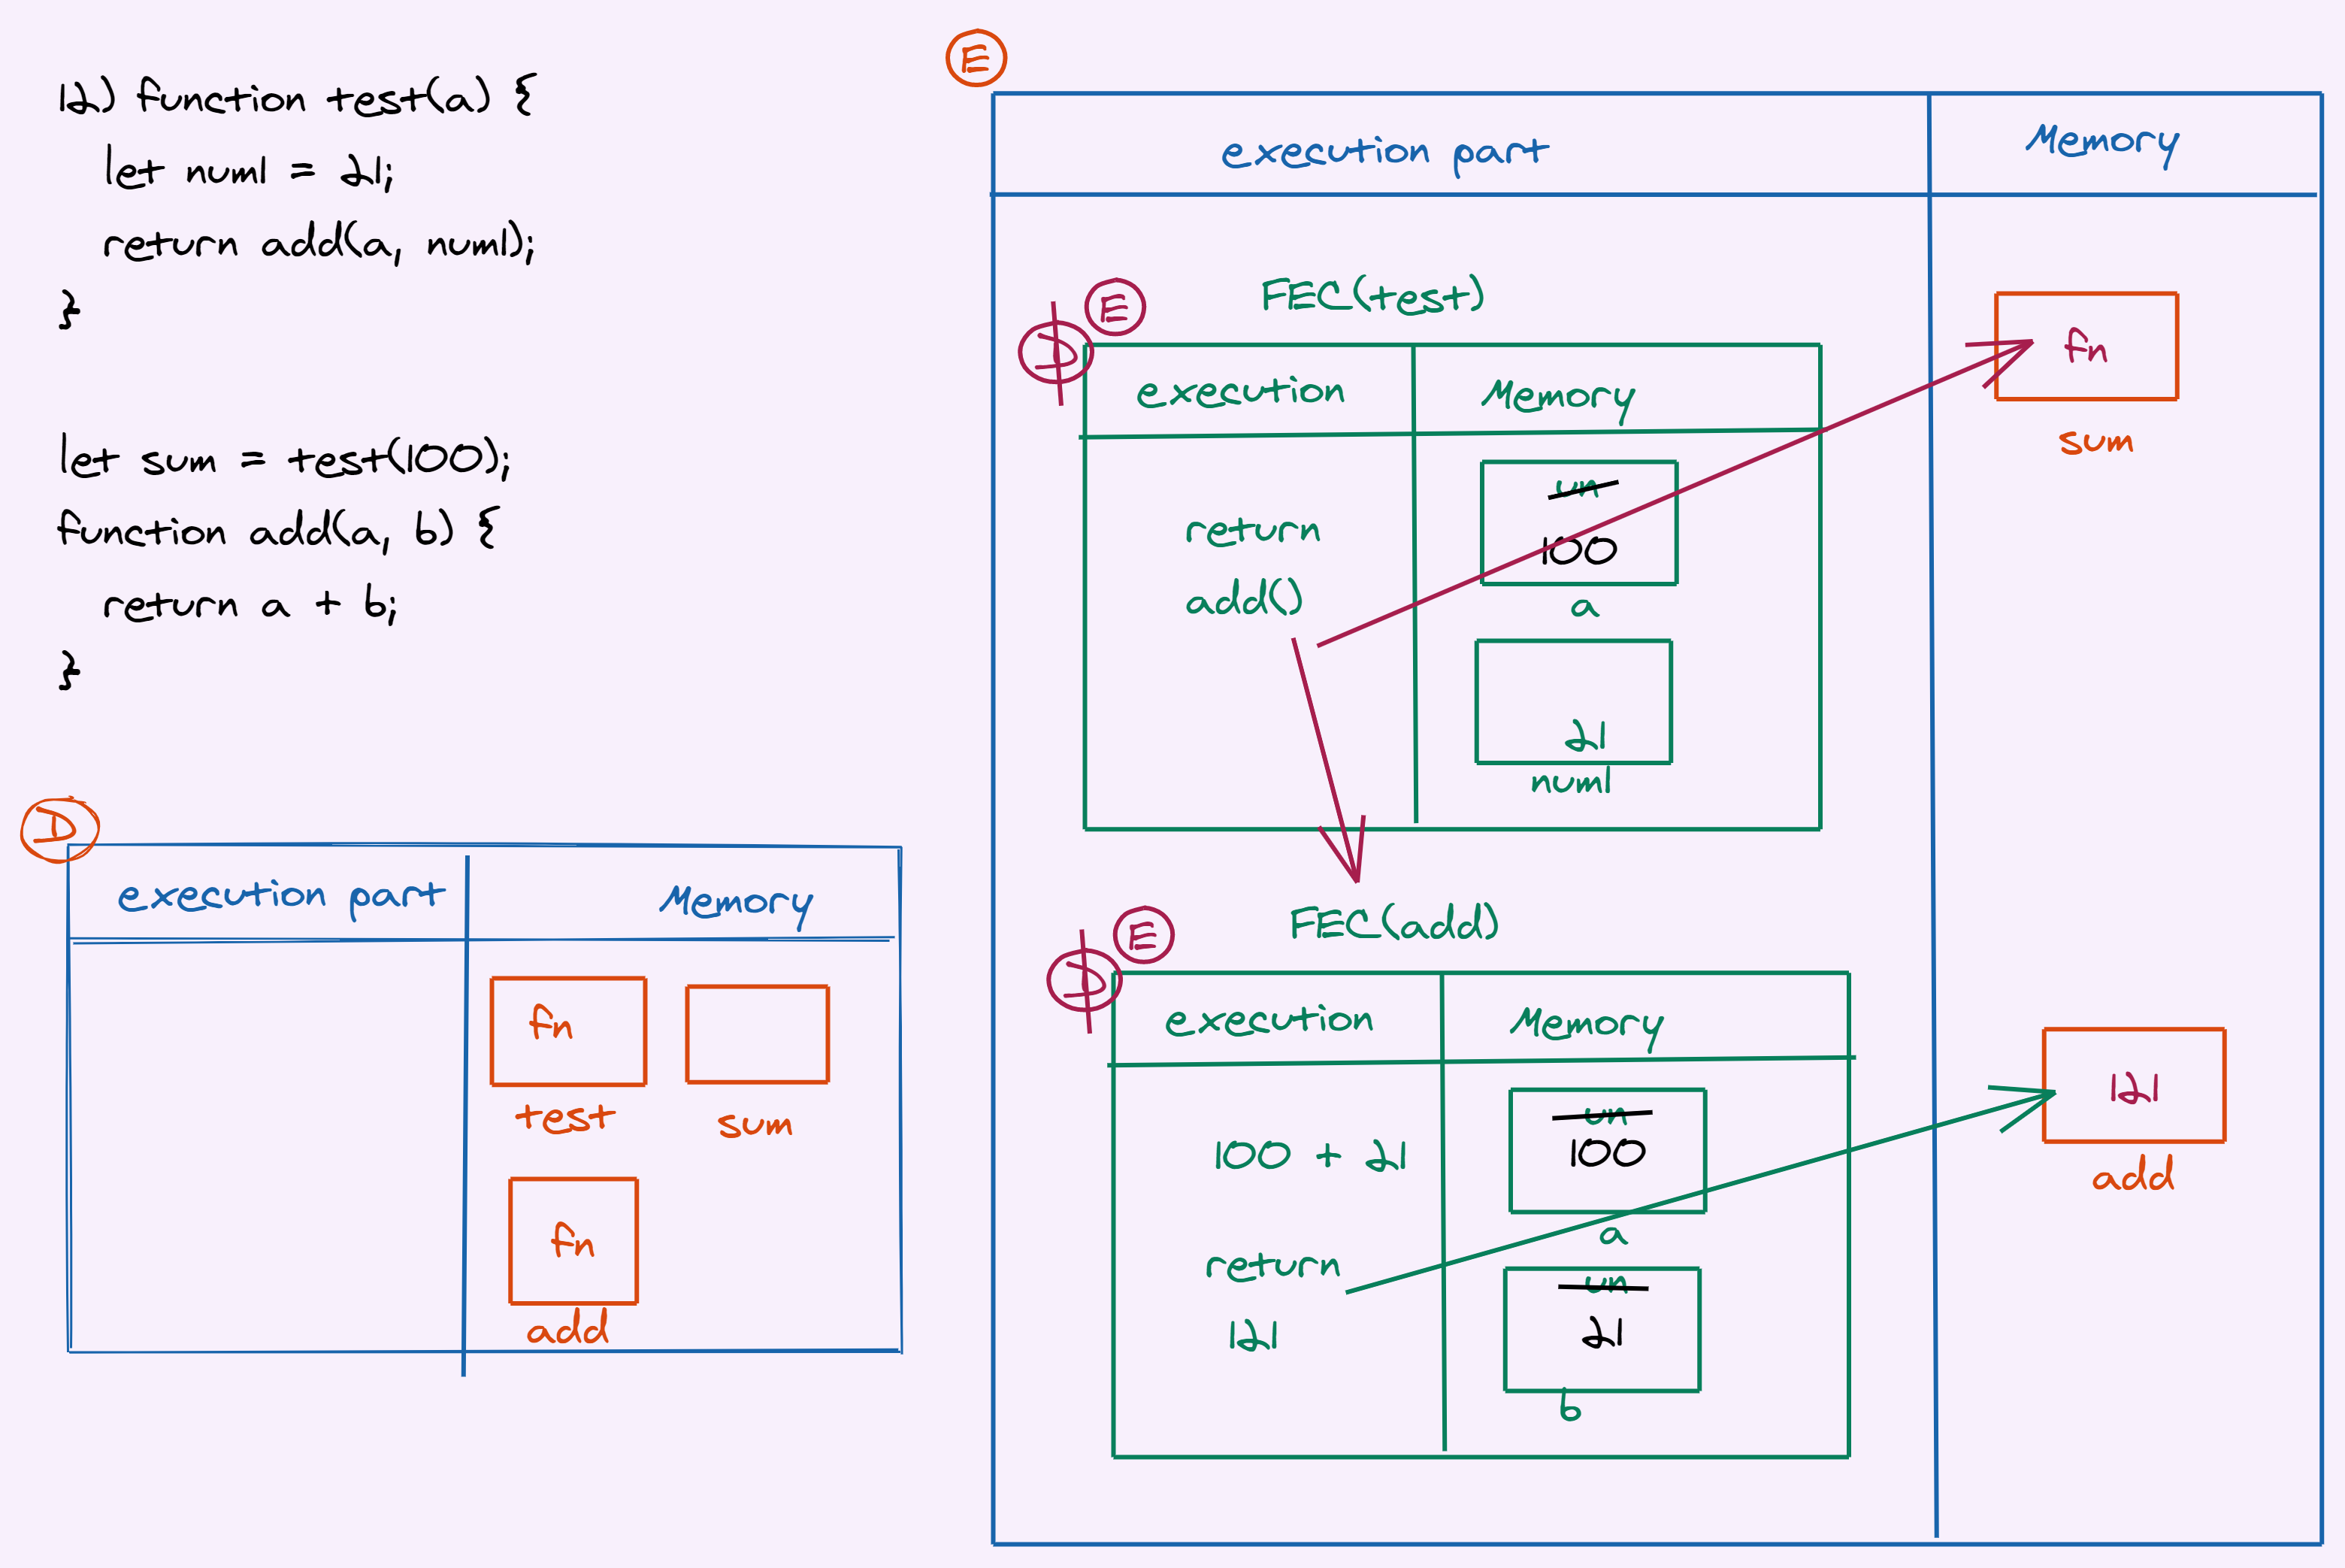 12) function test(a) {
let num1 = 21;
return add(a, num1);
}
let sum = test(100);
function add(a, b) {
return a + b;
}
D
execution part
Memory
fn
test
sum
fn
add
E
execution part
Memory
FEC(test)
E
D
execution
Memory
return
add()
un
100
a
21
num1
fn
sum
FEC(add)
E
D
execution
Memory
100 + 21
return
121
un
100
a
un
21
b
121
add